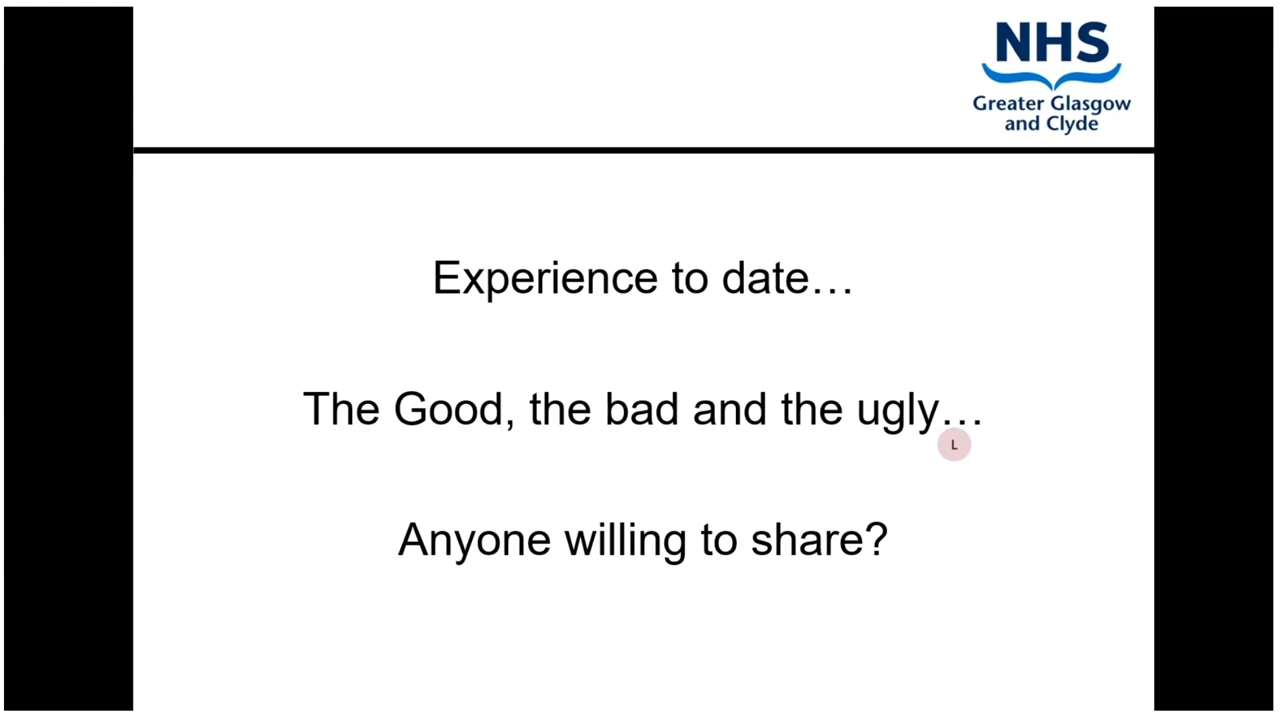 NHS
Greater Glasgow
and Clyde
Experience to date…
The Good, the bad and the ugly…
L
Anyone willing to share?